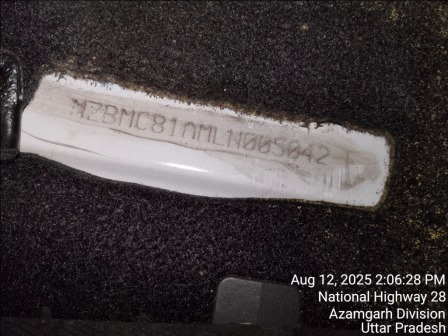 MZBMC81AMLN005042
Aug 12, 2025 2:06:28 PM
National Highway 28
Azamgarh Division
Uttar Pradesh